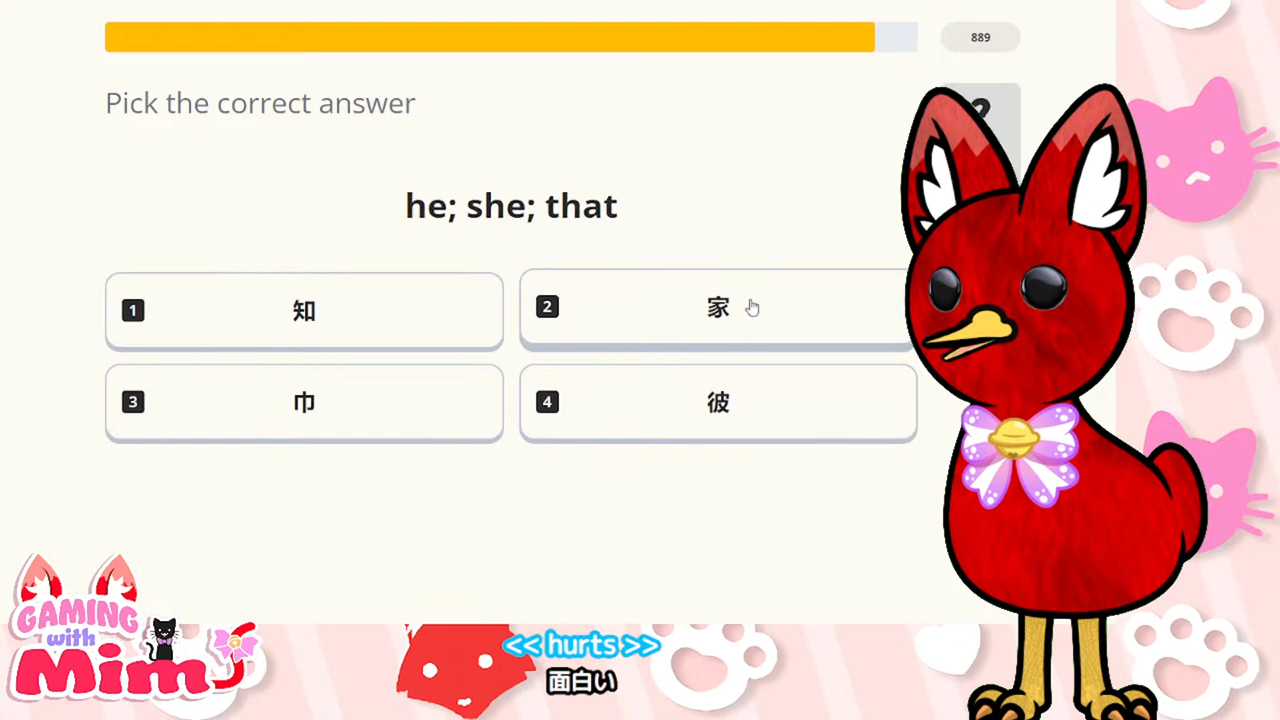 889
Pick the correct answer
?
he; she; that
1 知
2 家
3 巾
4 彼
GAMING
with
Mim
<< hurts >>
面白い